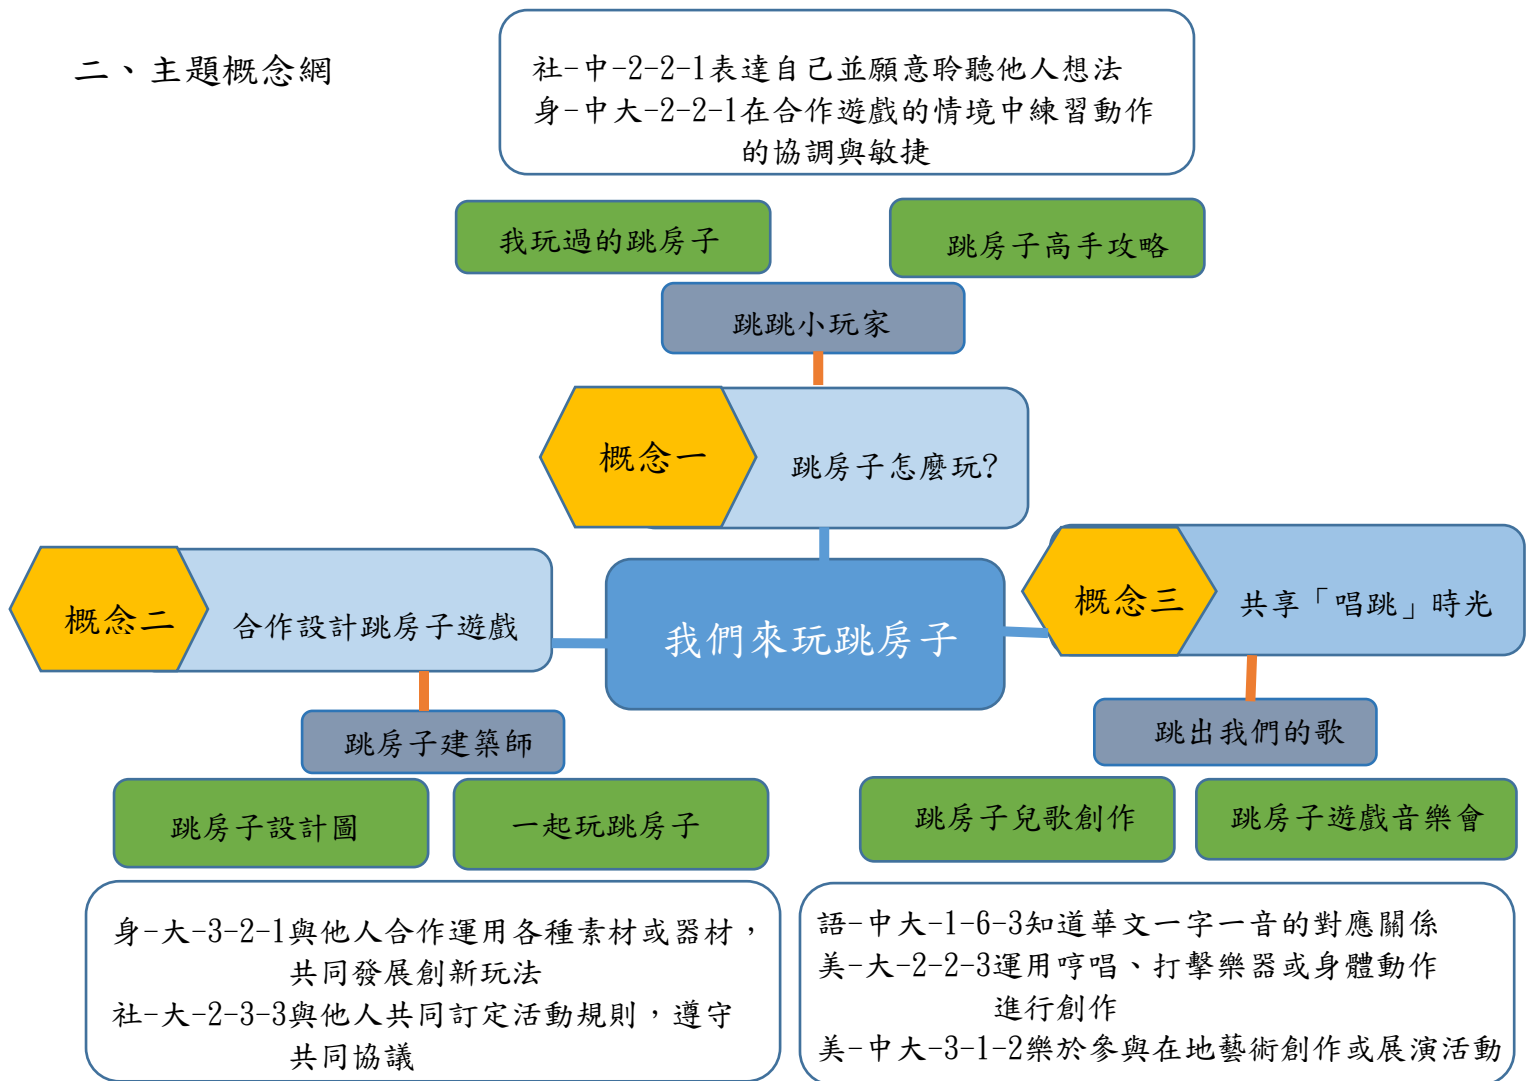 二、主題概念網
社-中-2-2-1表達自己並願意聆聽他人想法
身-中大-2-2-1在合作遊戲的情境中練習動作
的協調與敏捷
我玩過的跳房子
跳房子高手攻略
跳跳小玩家
概念一
跳房子怎麼玩?
概念二
合作設計跳房子遊戲
我們來玩跳房子
概念三
共享「唱跳」時光
跳房子建築師
跳出我們的歌
跳房子設計圖
一起玩跳房子
跳房子兒歌創作
跳房子遊戲音樂會
身-大-3-2-1與他人合作運用各種素材或器材，
共同發展創新玩法
社-大-2-3-3與他人共同訂定活動規則，遵守
共同協議
語-中大-1-6-3知道華文一字一音的對應關係
美-大-2-2-3運用哼唱、打擊樂器或身體動作
進行創作
美-中大-3-1-2樂於參與在地藝術創作或展演活動